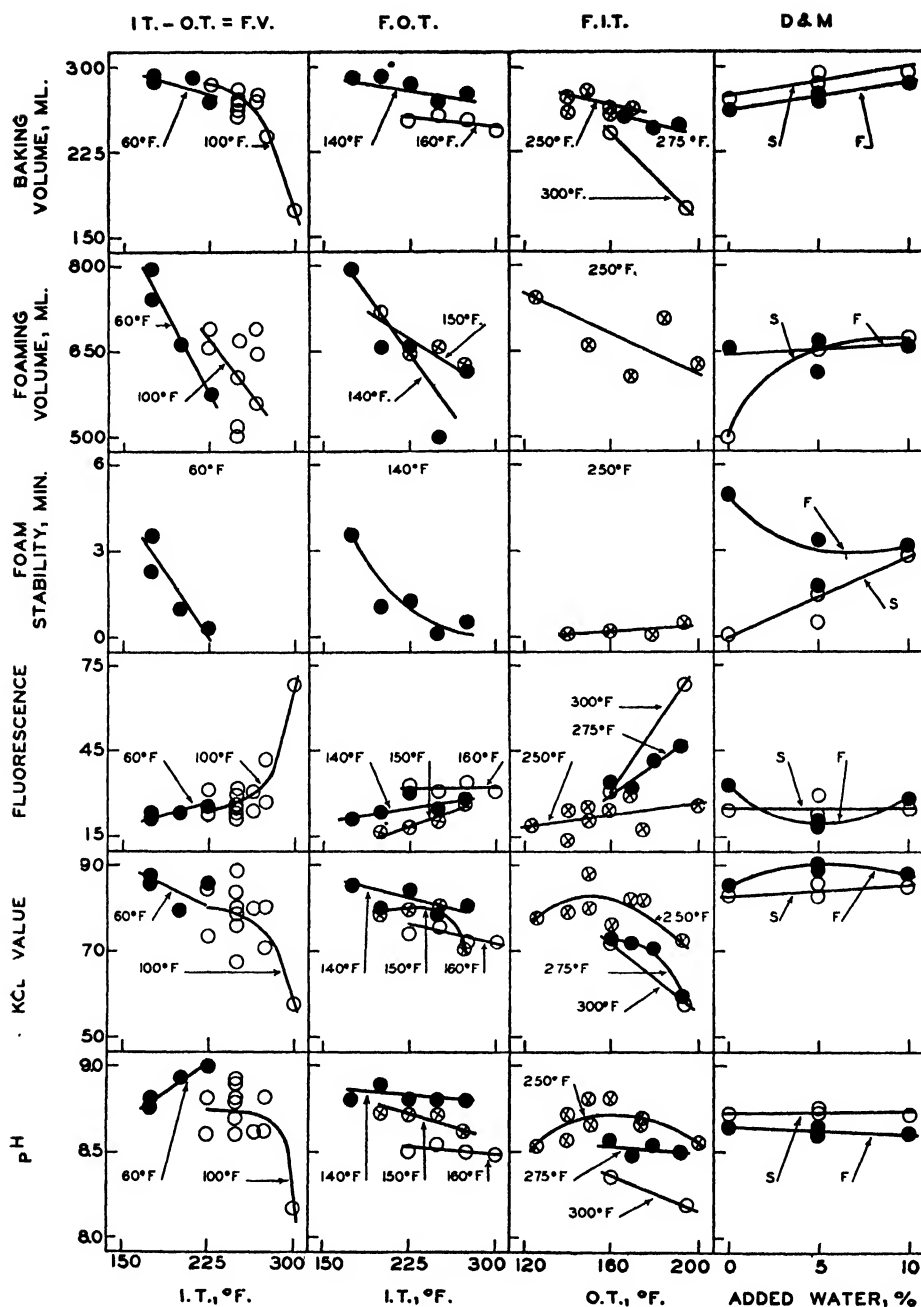 I.T. - O.T. = F.V. F.O.T. F.I.T. D & M
BAKING VOLUME, ML.
300
225
150
60°F. 100°F.
140°F 160°F.
250°F. 275°F.
300°F.
S F
FOAMING VOLUME, ML.
800
650
500
60°F
100°F
150°F.
140°F.
250°F.
S F
FOAM STABILITY, MIN.
6
3
0
60°F
140°F
250°F
F
S
FLUORESCENCE
75
45
15
60°F 100°F
140°F 150°F 160°F
300°F
275°F
250°F
S F
KCL VALUE
90
70
50
60°F
100°F
140°F 150°F 160°F
250°F
275°F
300°F
S F
pH
9.0
8.5
8.0
60°F 100°F
140°F 150°F 160°F
250°F
275°F
300°F
S F
150 225 300 150 225 300 120 160 200 0 5 10
I.T., °F. I.T., °F. O.T., °F. ADDED WATER, %